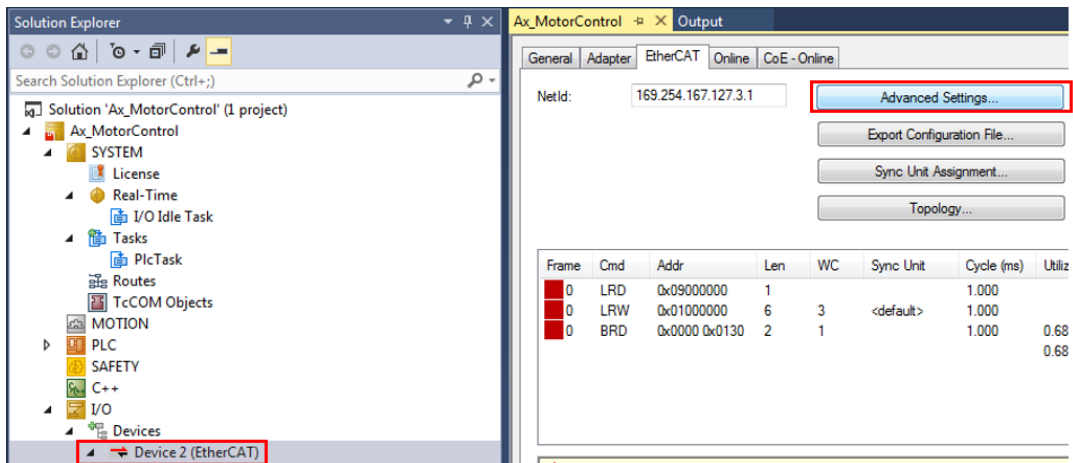 Solution Explorer
Search Solution Explorer (Ctrl+;)
Solution 'Ax_MotorControl' (1 project)
Ax_MotorControl
SYSTEM
License
Real-Time
I/O Idle Task
Tasks
PlcTask
Routes
TcCOM Objects
MOTION
PLC
SAFETY
C++
I/O
Devices
Device 2 (EtherCAT)
Ax_MotorControl Output
General Adapter EtherCAT Online CoE - Online
NetId: 169.254.167.127.3.1 Advanced Settings...
Export Configuration File...
Sync Unit Assignment...
Topology...
Frame Cmd Addr Len WC Sync Unit Cycle (ms) Utiliz
0 LRD 0x09000000 1 1.000
0 LRW 0x01000000 6 3 <default> 1.000
0 BRD 0x0000 0x0130 2 1 1.000 0.68
0.68